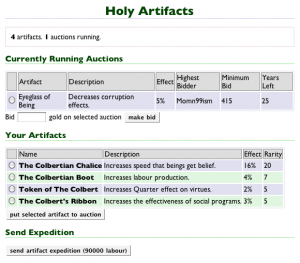 Holy Artifacts
4 artifacts. 1 auctions running.
Currently Running Auctions
Artifact Description Effect Highest Bidder Minimum Bid Years Left
Eyeglass of Being Decreases corruption effects. 5% Momn99ism 415 25
Bid gold on selected auction make bid
Your Artifacts
Name Description Effect Rarity
The Colbertian Chalice Increases speed that beings get belief. 16% 20
The Colbertian Boot Increases labour production. 4% 7
Token of The Colbert Increases Quarter effect on virtues. 2% 5
The Colbert's Ribbon Increases the effectiveness of social programs. 3% 5
put selected artifact to auction
Send Expedition
send artifact expedition (90000 labour)